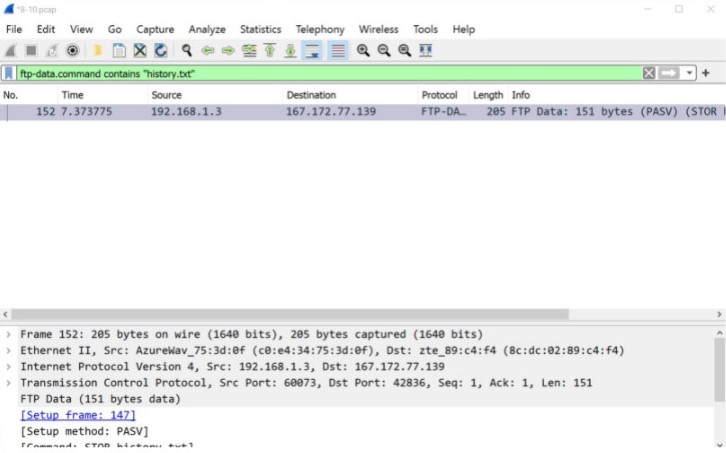 *8-10.pcap
File Edit View Go Capture Analyze Statistics Telephony Wireless Tools Help
ftp-data.command contains "history.txt"
No. Time Source Destination Protocol Length Info
152 7.373775 192.168.1.3 167.172.77.139 FTP-DA… 205 FTP Data: 151 bytes (PASV) (STOR
Frame 152: 205 bytes on wire (1640 bits), 205 bytes captured (1640 bits)
Ethernet II, Src: AzureWav_75:3d:0f (c0:e4:34:75:3d:0f), Dst: zte_89:c4:f4 (8c:dc:02:89:c4:f4)
Internet Protocol Version 4, Src: 192.168.1.3, Dst: 167.172.77.139
Transmission Control Protocol, Src Port: 60073, Dst Port: 42836, Seq: 1, Ack: 1, Len: 151
FTP Data (151 bytes data)
[Setup frame: 147]
[Setup method: PASV]
[Command: STOR history.txt]